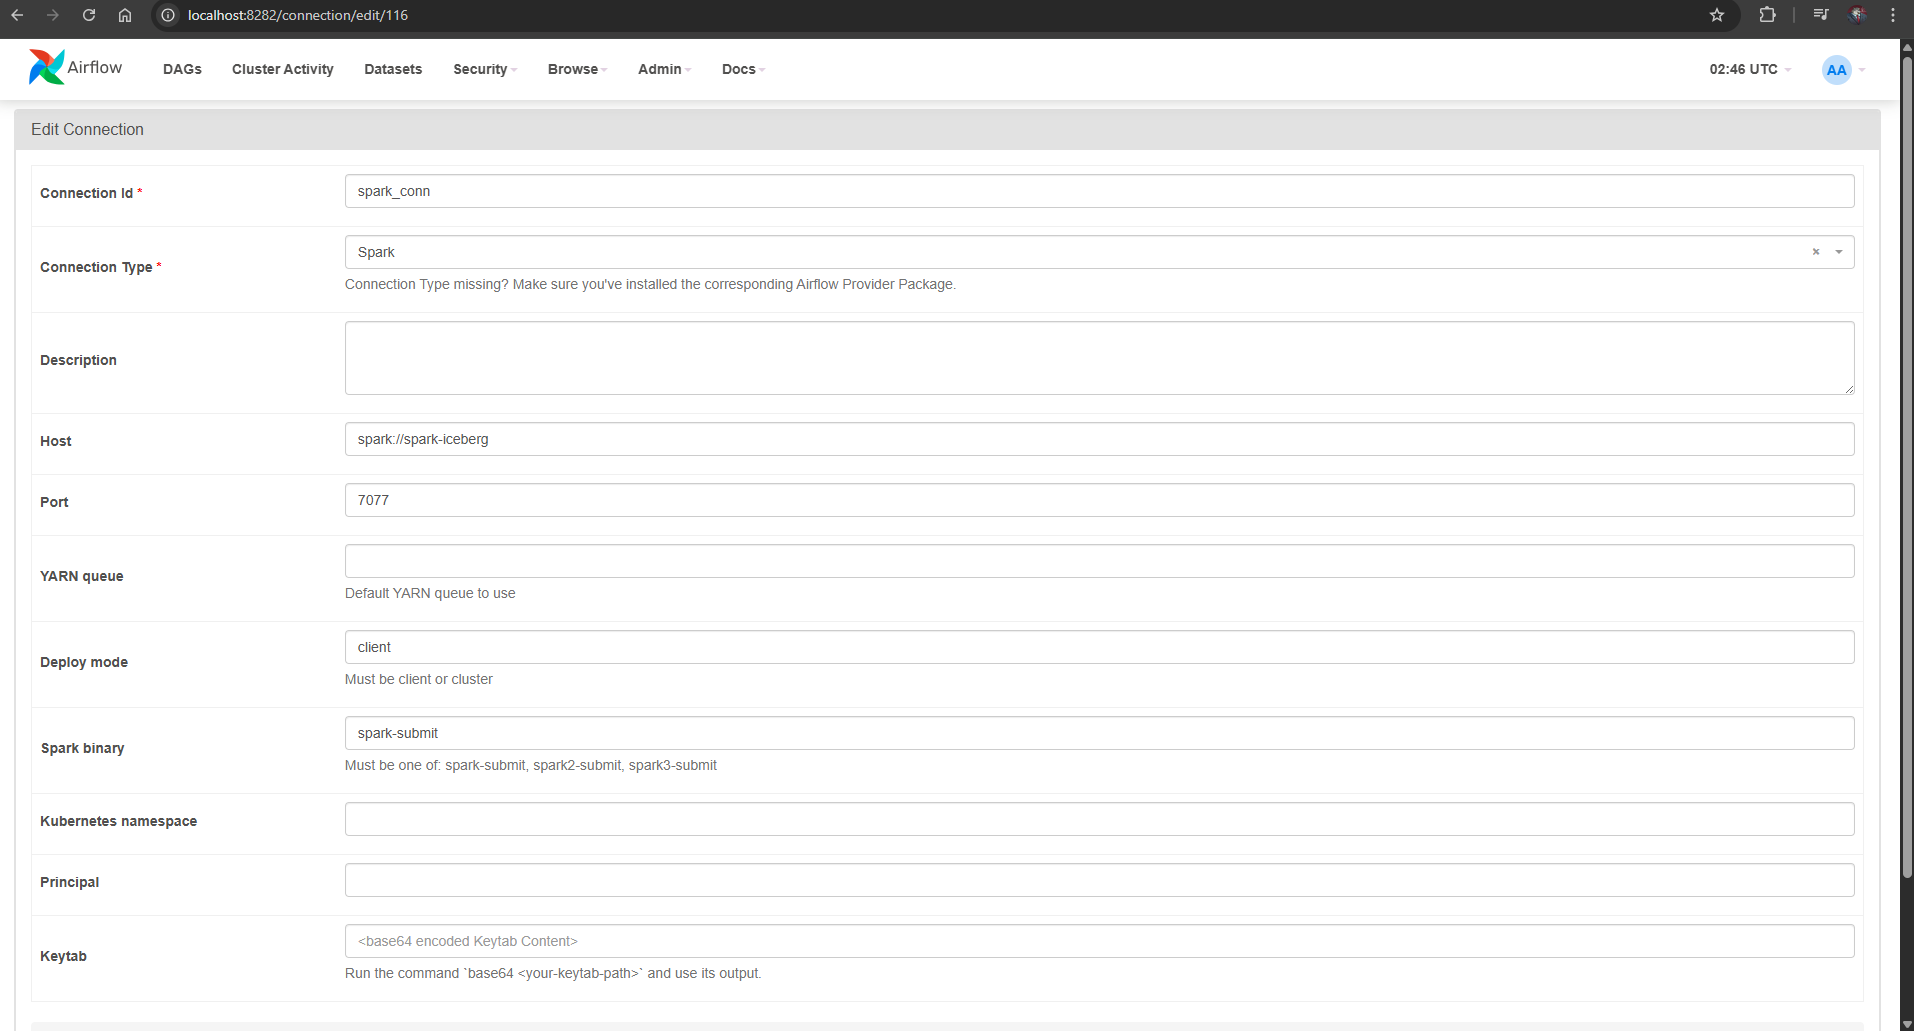 localhost:8282/connection/edit/116
Airflow DAGs Cluster Activity Datasets Security Browse Admin Docs 02:46 UTC AA
Edit Connection
Connection Id * spark_conn
Connection Type * Spark
Connection Type missing? Make sure you've installed the corresponding Airflow Provider Package.
Description
Host spark://spark-iceberg
Port 7077
YARN queue
Default YARN queue to use
Deploy mode client
Must be client or cluster
Spark binary spark-submit
Must be one of: spark-submit, spark2-submit, spark3-submit
Kubernetes namespace
Principal
Keytab <base64 encoded Keytab Content>
Run the command `base64 <your-keytab-path>` and use its output.